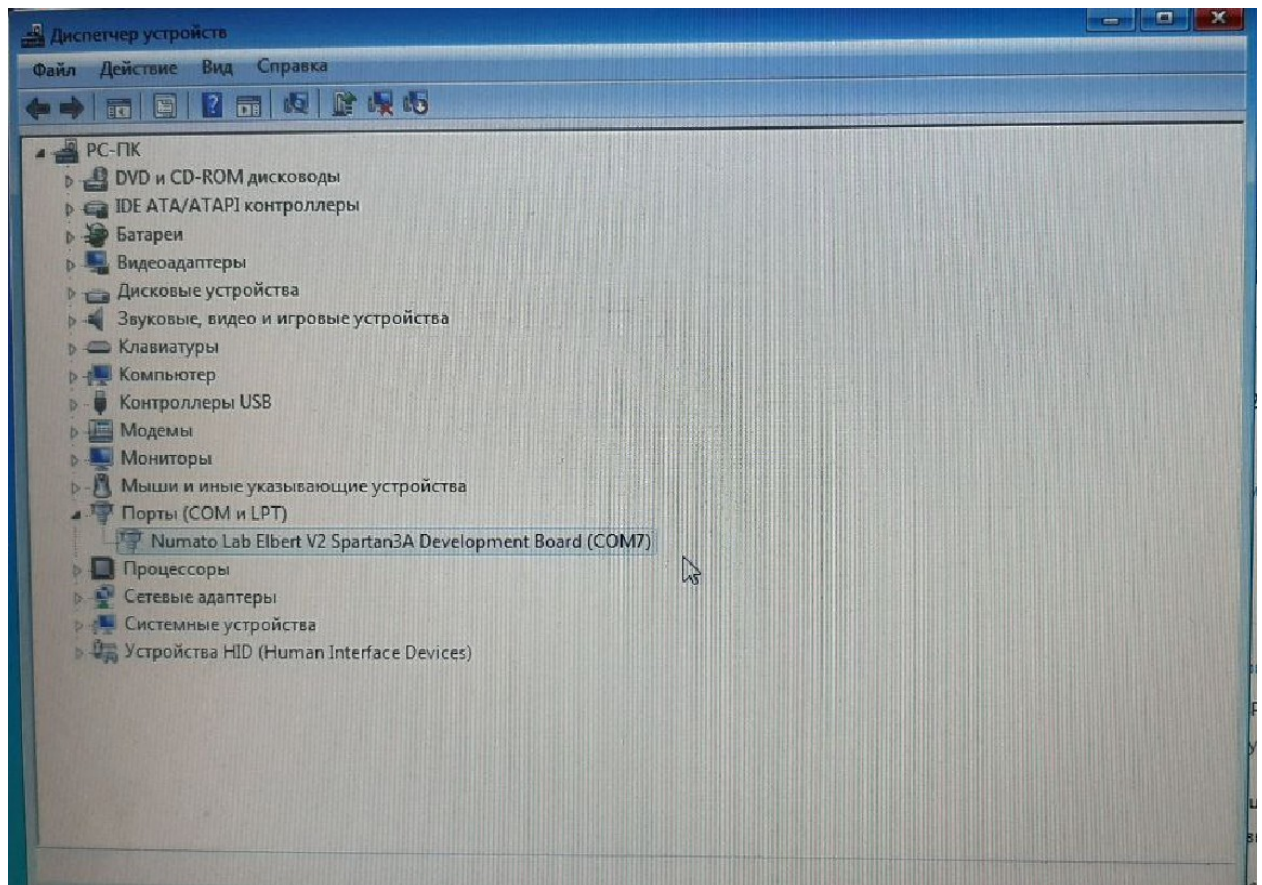 Диспетчер устройств
Файл Действие Вид Справка
РС-ПК
DVD и CD-ROM дисководы
IDE ATA/ATAPI контроллеры
Батареи
Видеоадаптеры
Дисковые устройства
Звуковые, видео и игровые устройства
Клавиатуры
Компьютер
Контроллеры USB
Модемы
Мониторы
Мыши и иные указывающие устройства
Порты (COM и LPT)
Numato Lab Elbert V2 Spartan3A Development Board (COM7)
Процессоры
Сетевые адаптеры
Системные устройства
Устройства HID (Human Interface Devices)